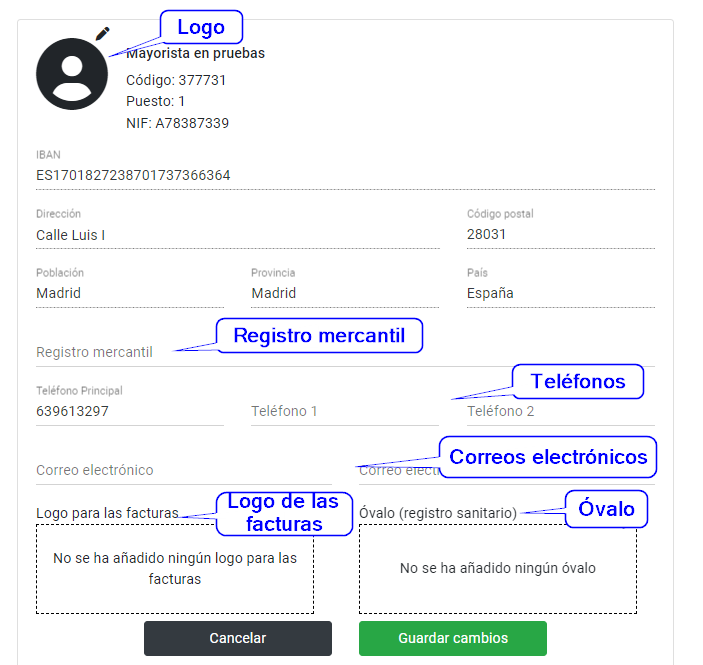 Logo
Mayorista en pruebas
Código: 377731
Puesto: 1
NIF: A78387339
IBAN
ES1701827238701737366364
Dirección
Código postal
Calle Luis I
28031
Población
Provincia
País
Madrid
Madrid
España
Registro mercantil
Registro mercantil
Teléfonos
Teléfono Principal
639613297
Teléfono 1
Teléfono 2
Correos electrónicos
Correo electrónico
Correo elect
Logo de las
facturas
Óvalo
Logo para las facturas
Óvalo (registro sanitario)
No se ha añadido ningún logo para las
facturas
No se ha añadido ningún óvalo
Cancelar
Guardar cambios